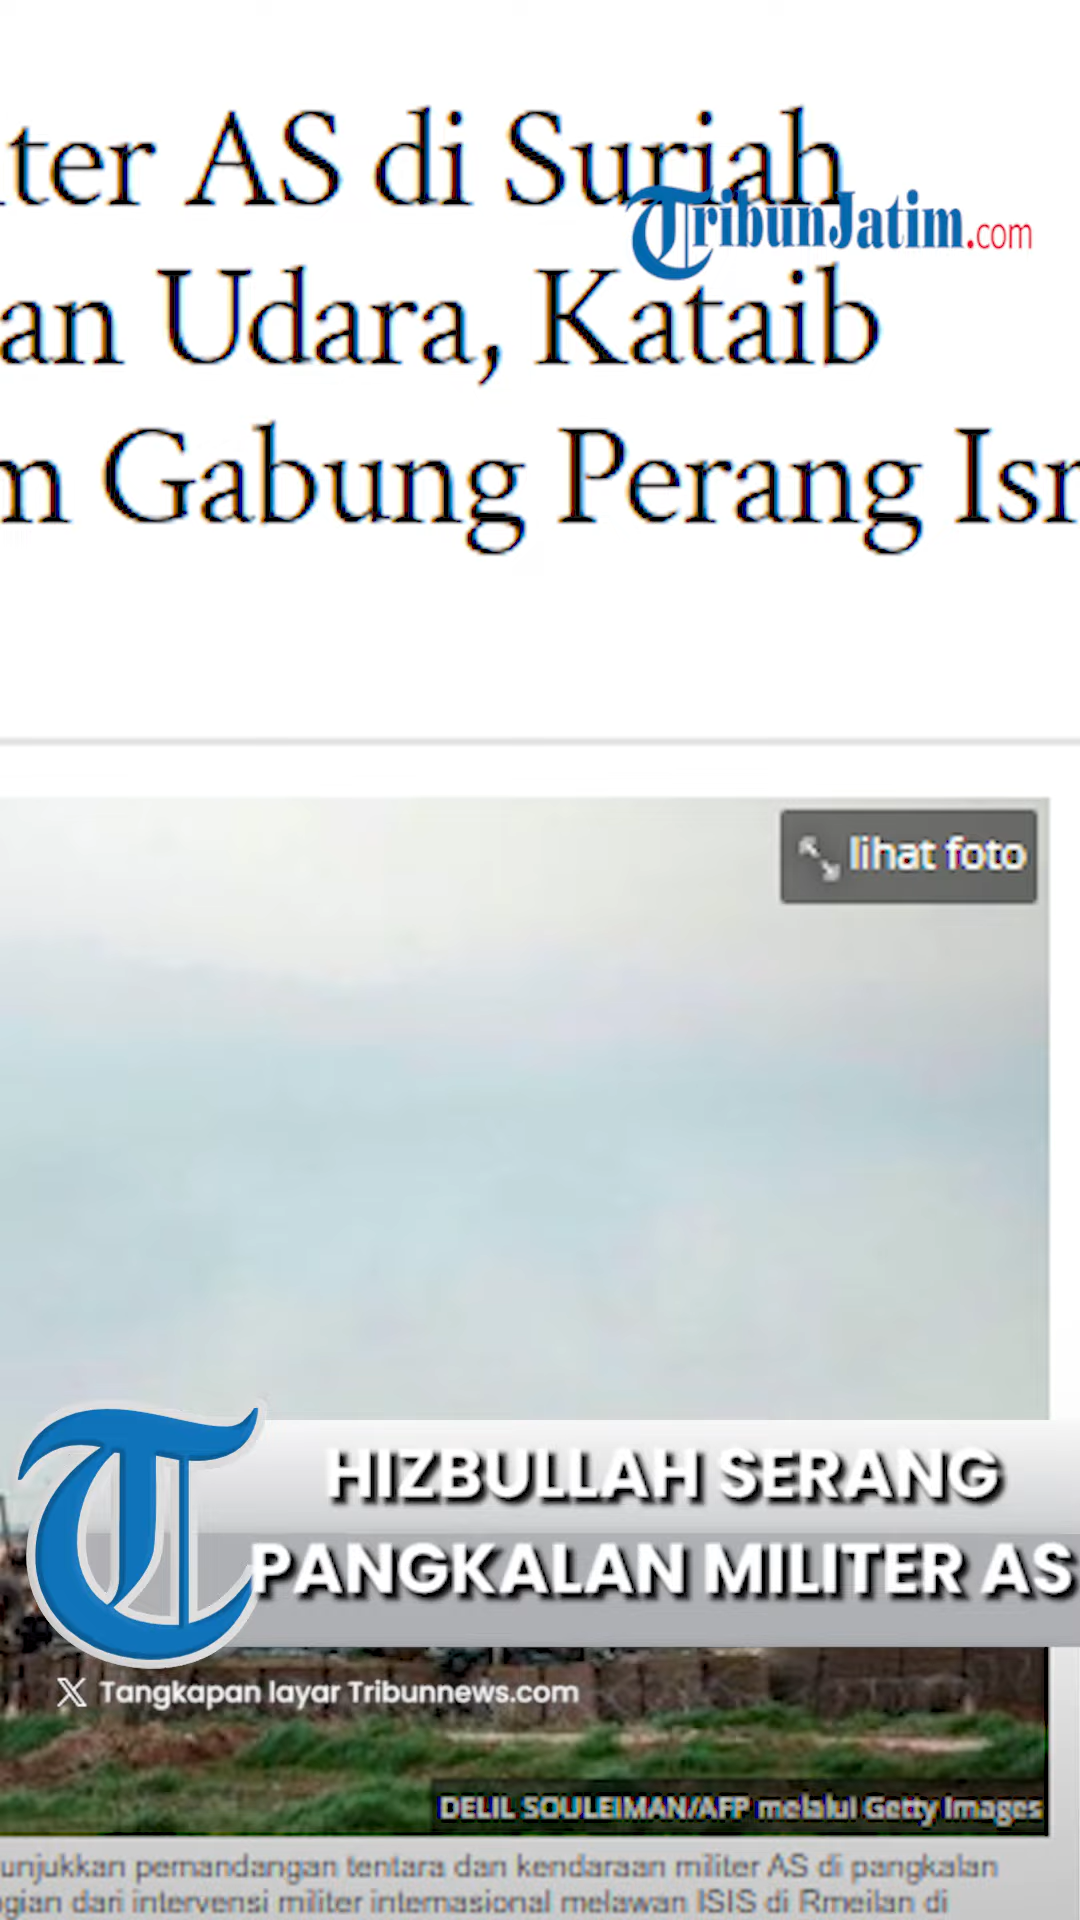 ter AS di Suriah
TribunJatim.com
an Udara, Kataib
m Gabung Perang Isr
lihat foto
HIZBULLAH SERANG
PANGKALAN MILITER AS
Tangkapan layar Tribunnews.com
DELIL SOULEIMAN/AFP melalui Getty Images
unjukkan pemandangan tentara dan kendaraan militer AS di pangkalan
gian dari intervensi militer internasional melawan ISIS di Rmeilan di